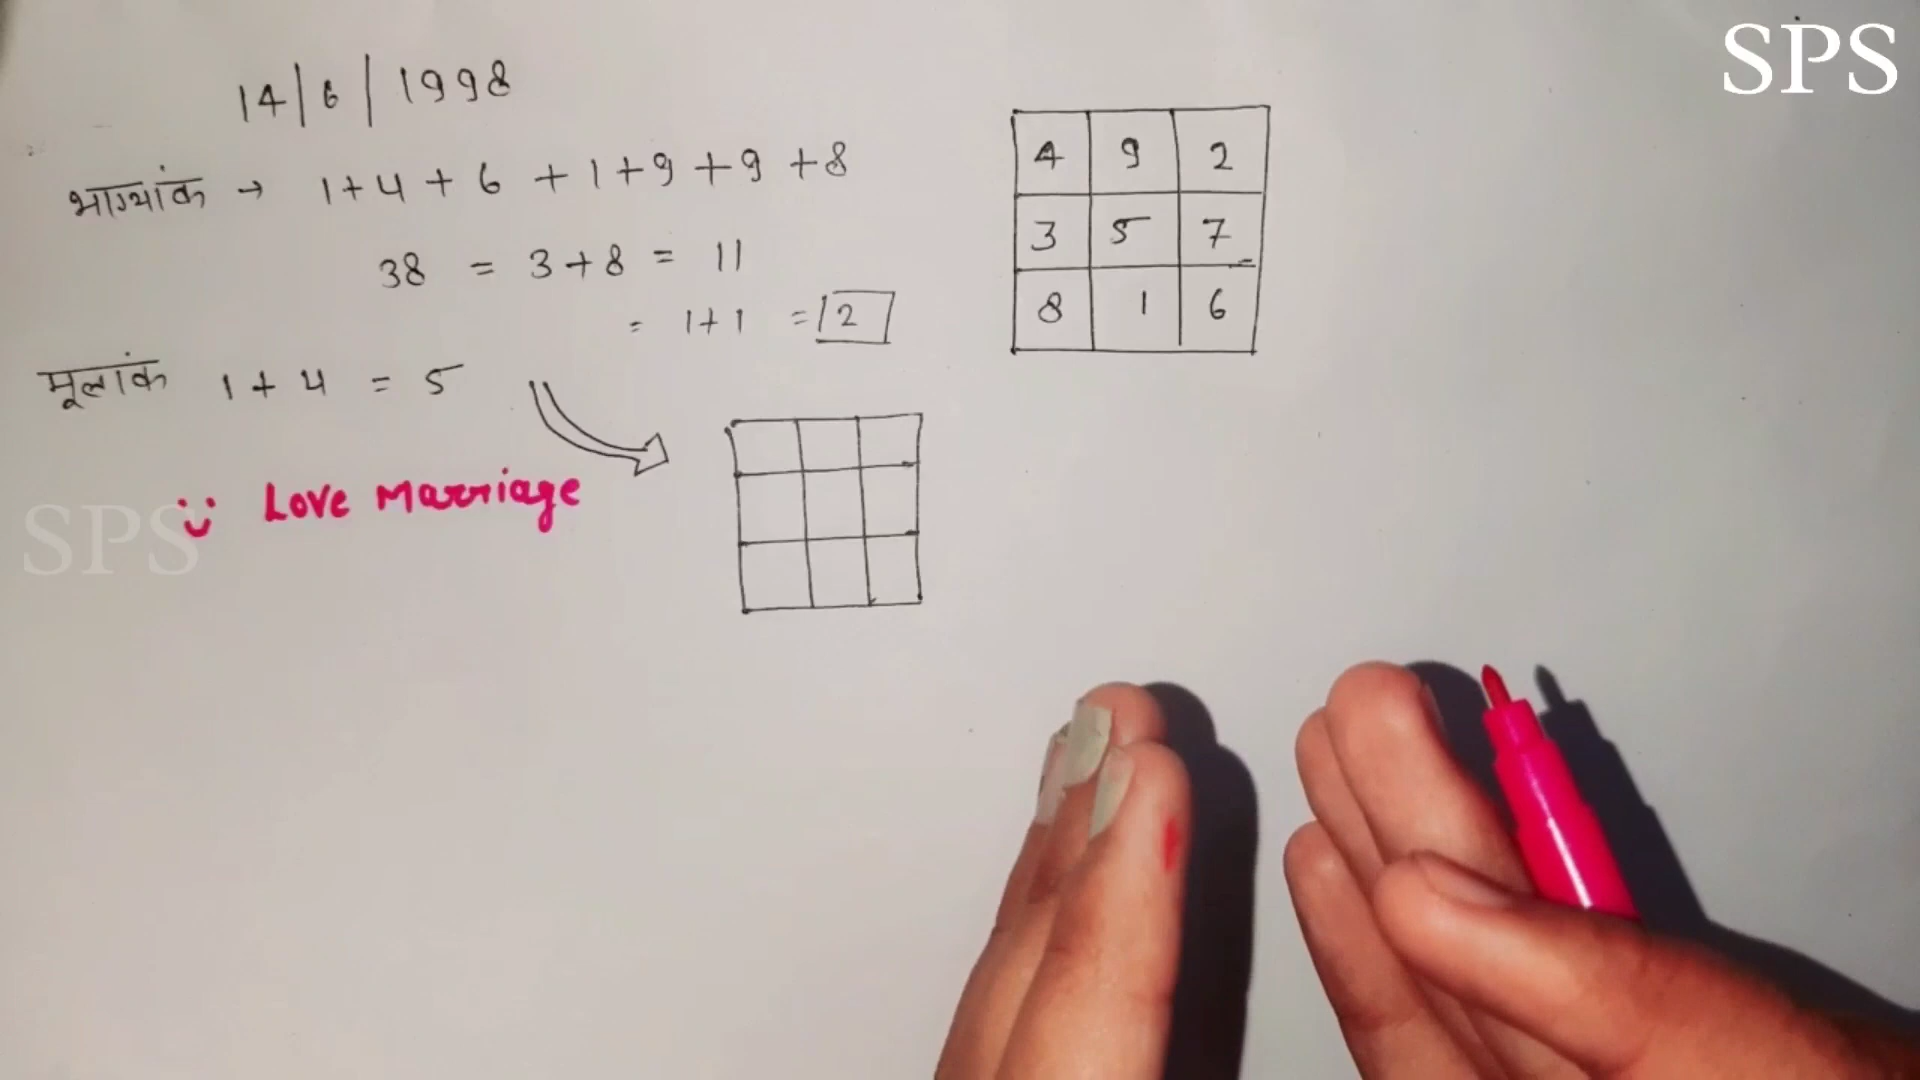 SPS
14/6/1998
भाग्यांक → 1+4+6+1+9+9+8
38 = 3+8 = 11
= 1+1 = 2
मूलांक 1+4 = 5
Love Marriage
SPS
4 9 2
3 5 7
8 1 6